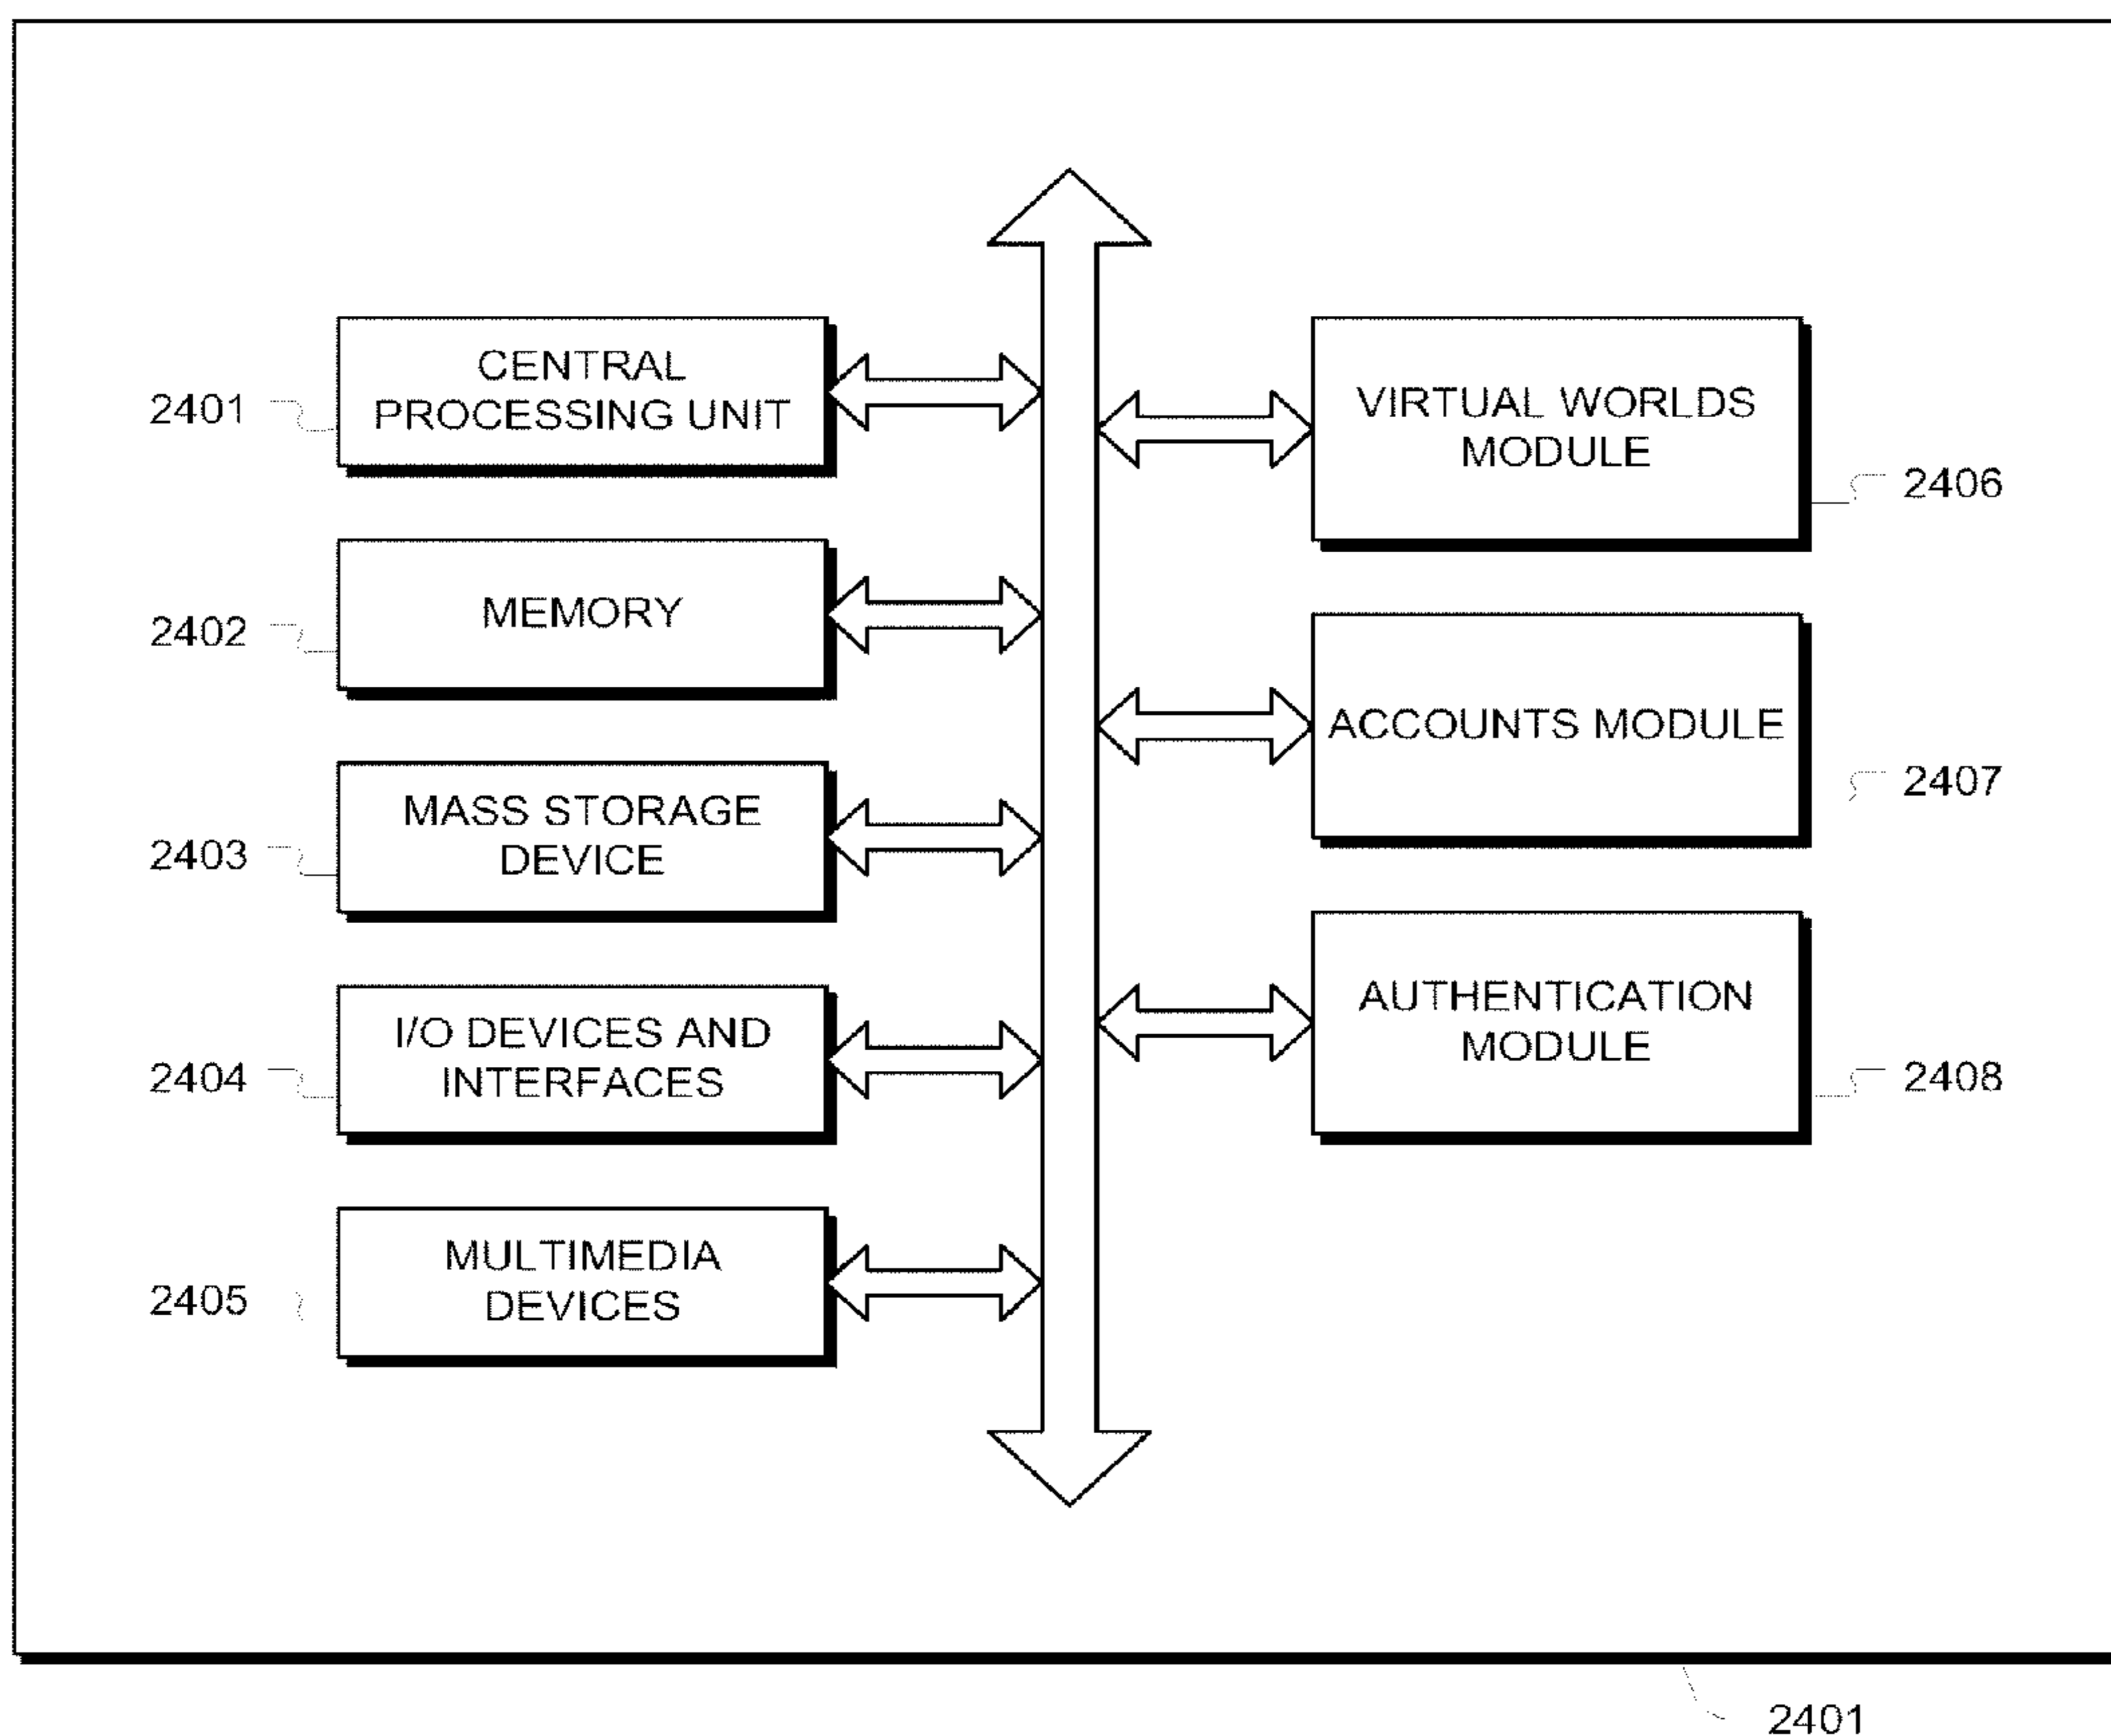 CENTRAL
PROCESSING UNIT
2401
MEMORY
2402
MASS STORAGE
DEVICE
2403
I/O DEVICES AND
INTERFACES
2404
MULTIMEDIA
DEVICES
2405
VIRTUAL WORLDS
MODULE
2406
ACCOUNTS MODULE
2407
AUTHENTICATION
MODULE
2408
2401